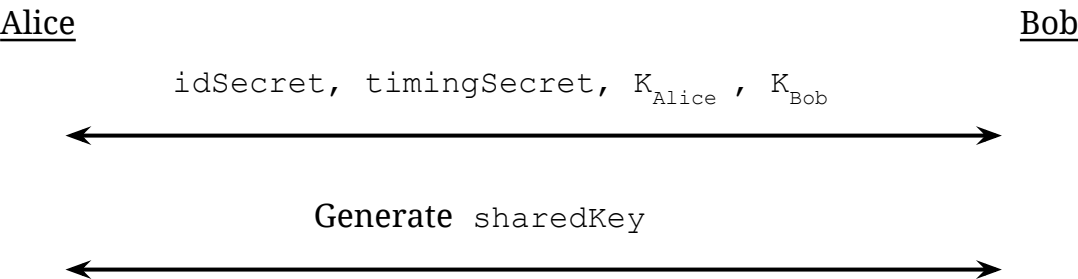 Alice Bob
idSecret, timingSecret, K_Alice , K_Bob
Generate sharedKey